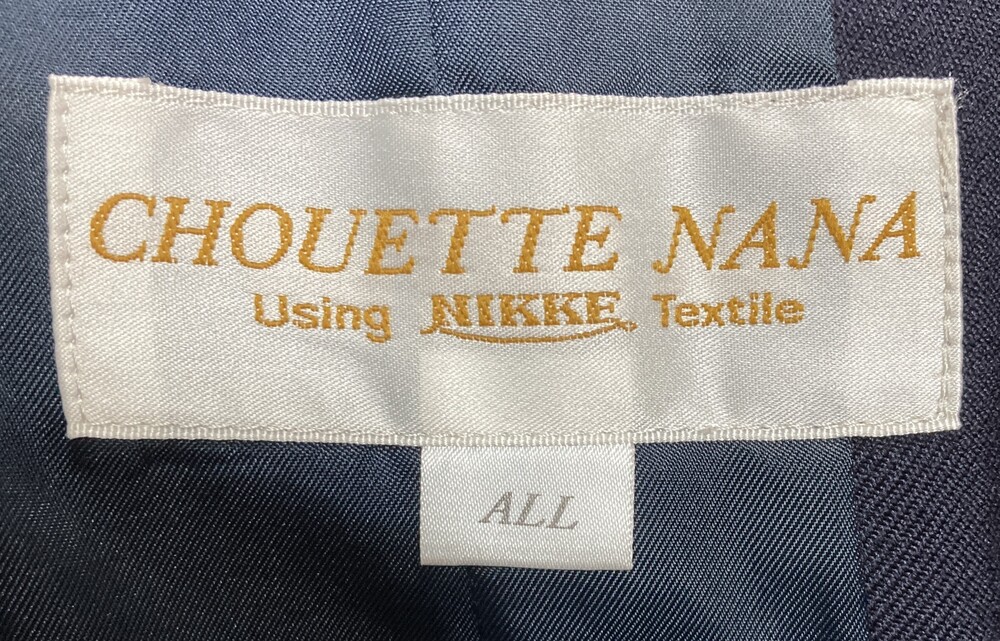 CHOUETTE NANA
Using NIKKE Textile
ALL